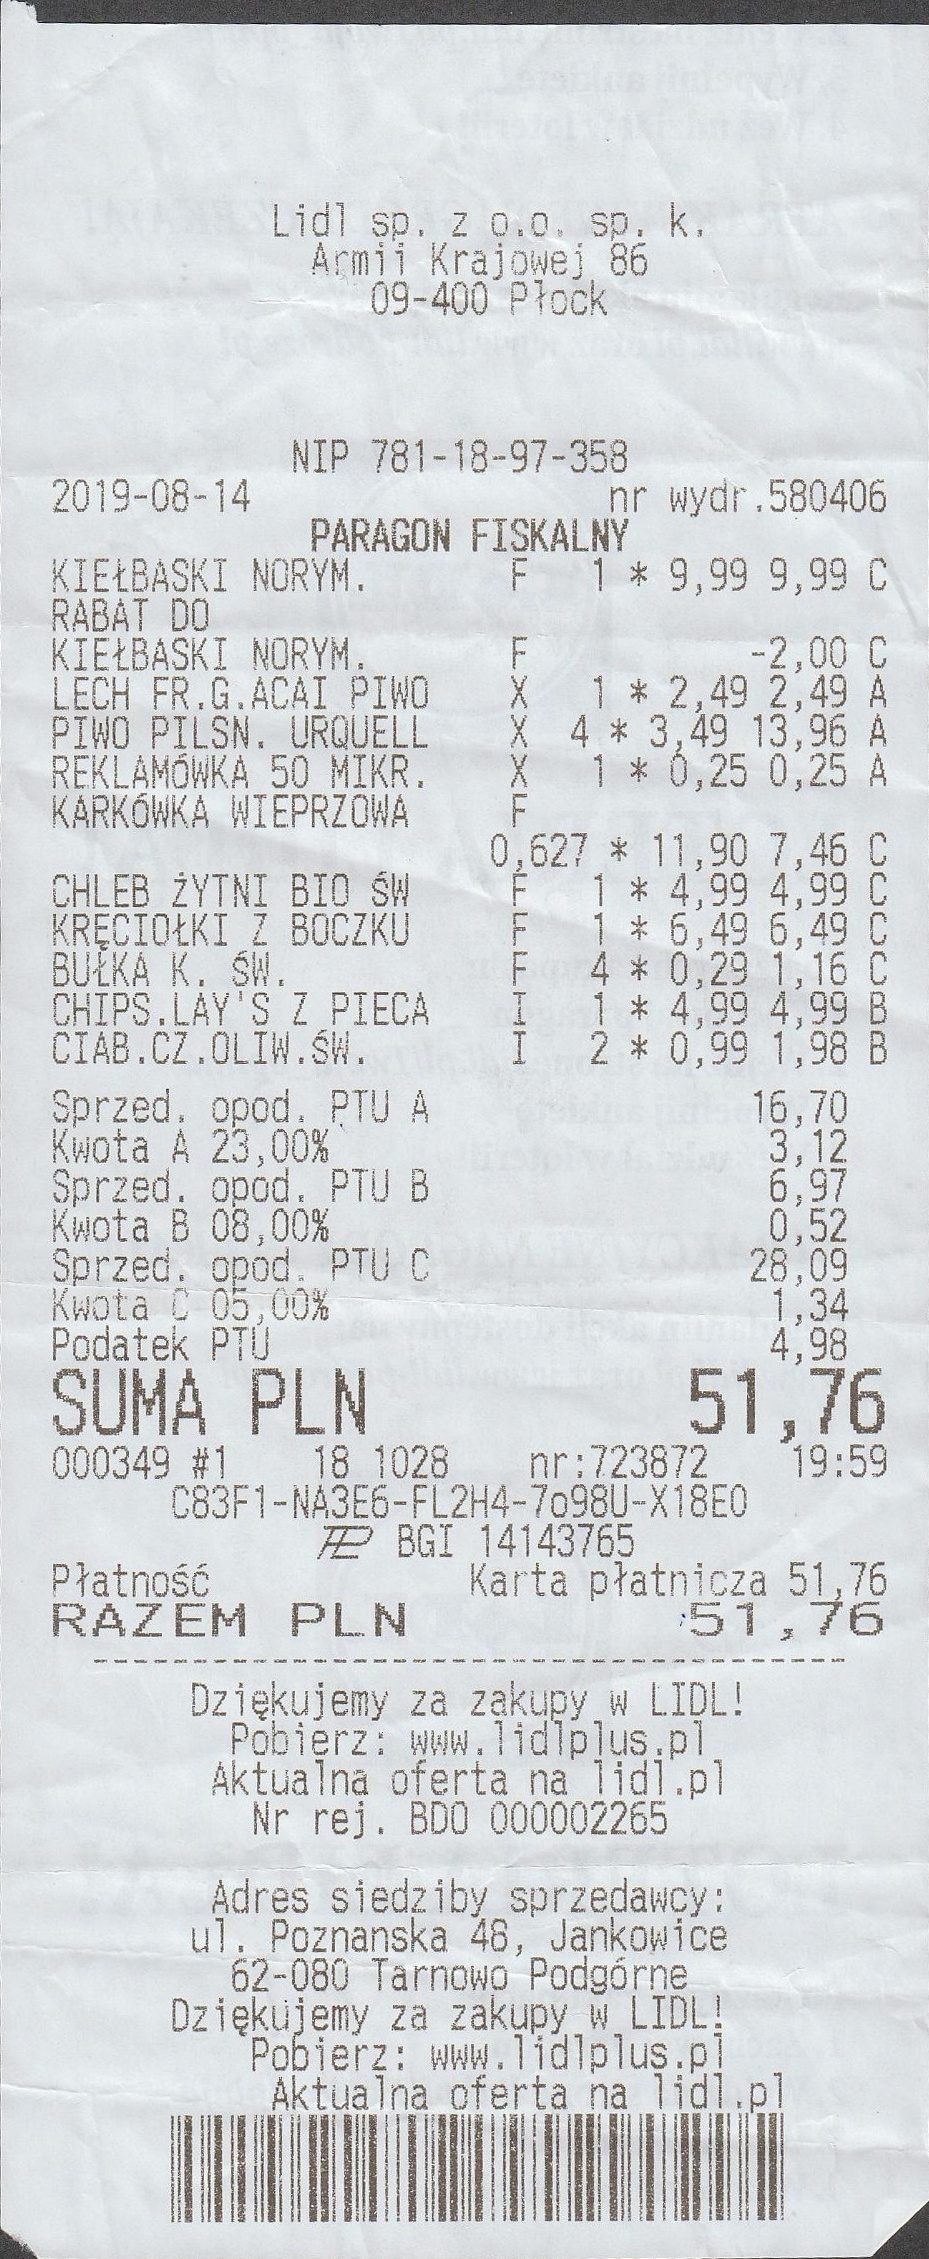 Lidl sp. z o.o. sp. k.
Armii Krajowej 86
09-400 Płock
NIP 781-18-97-358
2019-08-14 nr wydr.580406
PARAGON FISKALNY
KIEŁBASKI NORYM. F 1 * 9,99 9,99 C
RABAT DO
KIEŁBASKI NORYM. F -2,00 C
LECH FR.G.ACAI PIWO X 1 * 2,49 2,49 A
PIWO PILSN. URQUELL X 4 * 3,49 13,96 A
REKLAMÓWKA 50 MIKR. X 1 * 0,25 0,25 A
KARKÓWKA WIEPRZOWA F
0,627 * 11,90 7,46 C
CHLEB ŻYTNI BIO ŚW F 1 * 4,99 4,99 C
KRĘCIOŁKI Z BOCZKU F 1 * 6,49 6,49 C
BUŁKA K. ŚW. F 4 * 0,29 1,16 C
CHIPS.LAY'S Z PIECA I 1 * 4,99 4,99 B
CIAB.CZ.OLIW.ŚW. I 2 * 0,99 1,98 B
Sprzed. opod. PTU A 16,70
Kwota A 23,00% 3,12
Sprzed. opod. PTU B 6,97
Kwota B 08,00% 0,52
Sprzed. opod. PTU C 28,09
Kwota C 05,00% 1,34
Podatek PTU 4,98
SUMA PLN 51,76
000349 #1 18 1028 nr:723872 19:59
C83F1-NA3E6-FL2H4-7o98U-X18EO
BGI 14143765
Płatność Karta płatnicza 51,76
RAZEM PLN 51,76
Dziękujemy za zakupy w LIDL!
Pobierz: www.lidlplus.pl
Aktualna oferta na lidl.pl
Nr rej. BDO 000002265
Adres siedziby sprzedawcy:
ul. Poznanska 48, Jankowice
62-080 Tarnowo Podgórne
Dziękujemy za zakupy w LIDL!
Pobierz: www.lidlplus.pl
Aktualna oferta na lidl.pl